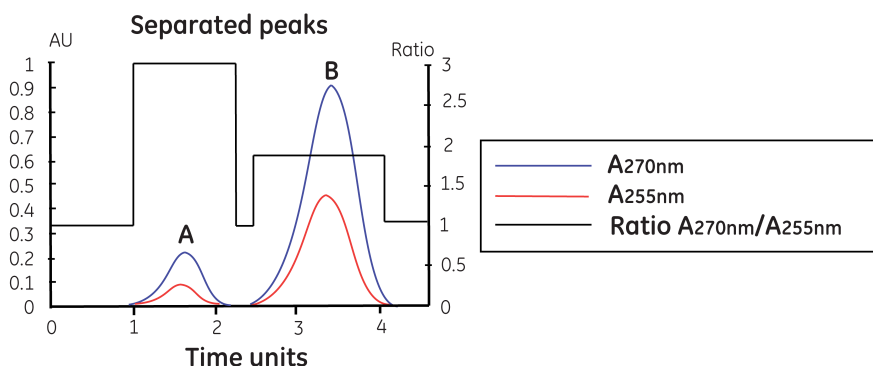 Separated peaks
AU
Ratio
1
0.9
0.8
0.7
0.6
0.5
0.4
0.3
0.2
0.1
0
3
2.5
2
1.5
1
0.5
0
A
B
0 1 2 3 4
Time units
A270nm
A255nm
Ratio A270nm/A255nm